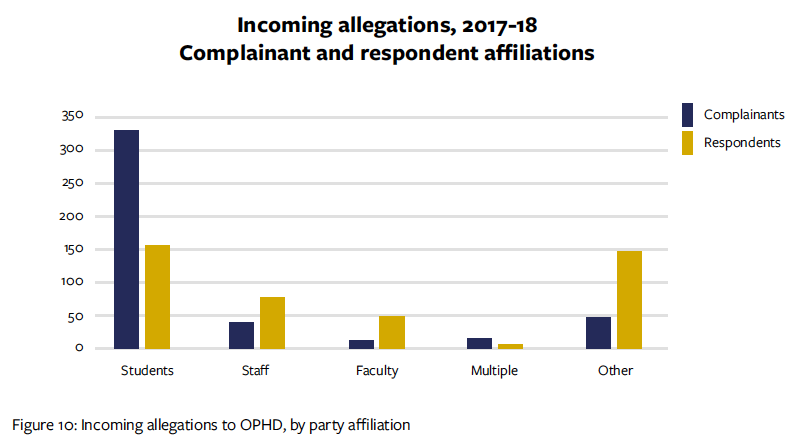 Incoming allegations, 2017-18
Complainant and respondent affiliations
Complainants
Respondents
350
300
250
200
150
100
50
0
Students
Staff
Faculty
Multiple
Other
Figure 10: Incoming allegations to OPHD, by party affiliation